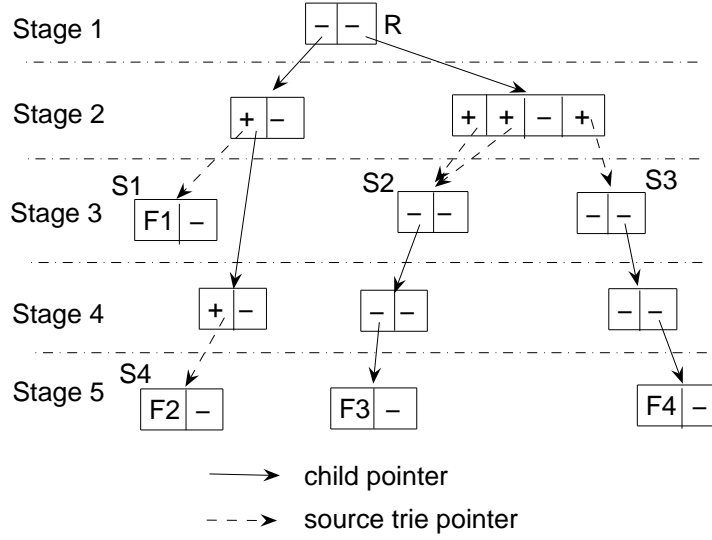 Stage 1 – – R
Stage 2 + – + + – +
S1 S2 S3
Stage 3 F1 – – – – –
Stage 4 + – – – – –
S4
Stage 5 F2 – F3 – F4 –
child pointer
source trie pointer